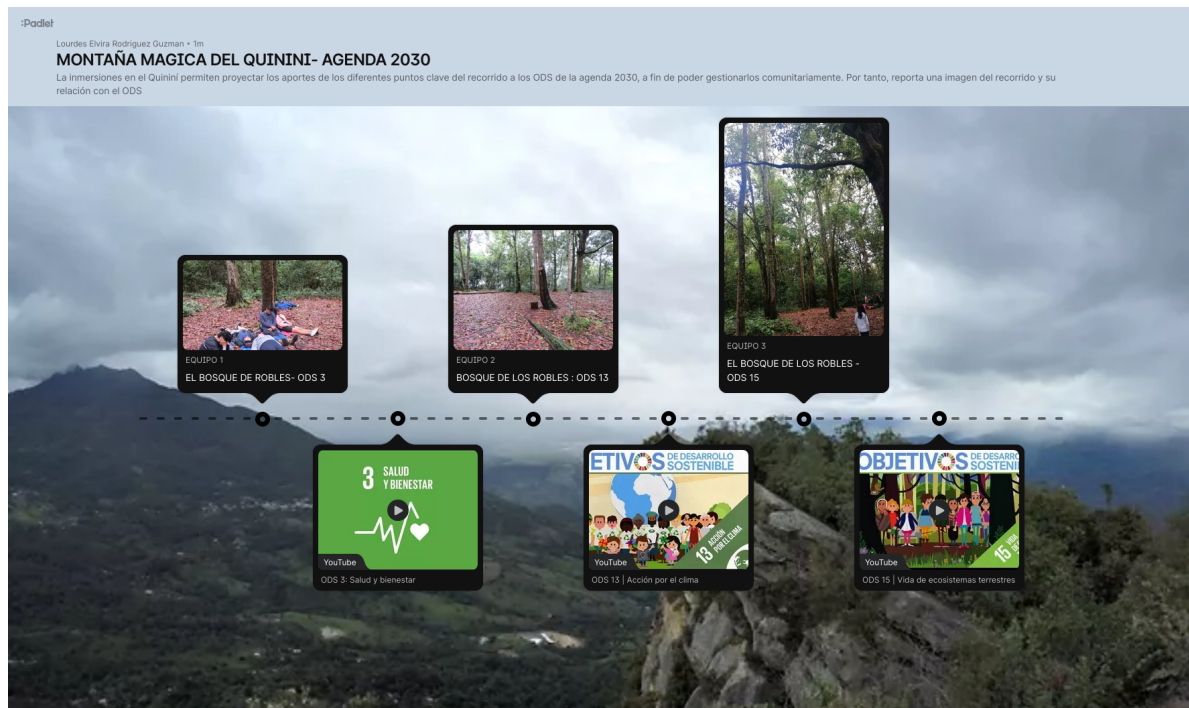 :Padlet
Lourdes Elvira Rodriguez Guzman • 1m
MONTAÑA MAGICA DEL QUININI- AGENDA 2030
La inmersiones en el Quininí permiten proyectar los aportes de los diferentes puntos clave del recorrido a los ODS de la agenda 2030, a fin de poder gestionarlos comunitariamente. Por tanto, reporta una imagen del recorrido y su
relación con el ODS
EQUIPO 1
EL BOSQUE DE ROBLES- ODS 3
3 SALUD
Y BIENESTAR
YouTube
ODS 3: Salud y bienestar
EQUIPO 2
BOSQUE DE LOS ROBLES : ODS 13
ETIVOS DE DESARROLLO
SOSTENIBLE
13 ACCIÓN
POR EL CLIMA
YouTube
ODS 13 | Acción por el clima
EQUIPO 3
EL BOSQUE DE LOS ROBLES -
ODS 15
OBJETIVOS DE DESARRO
SOSTENI
15 VIDA
YouTube
ODS 15 | Vida de ecosistemas terrestres